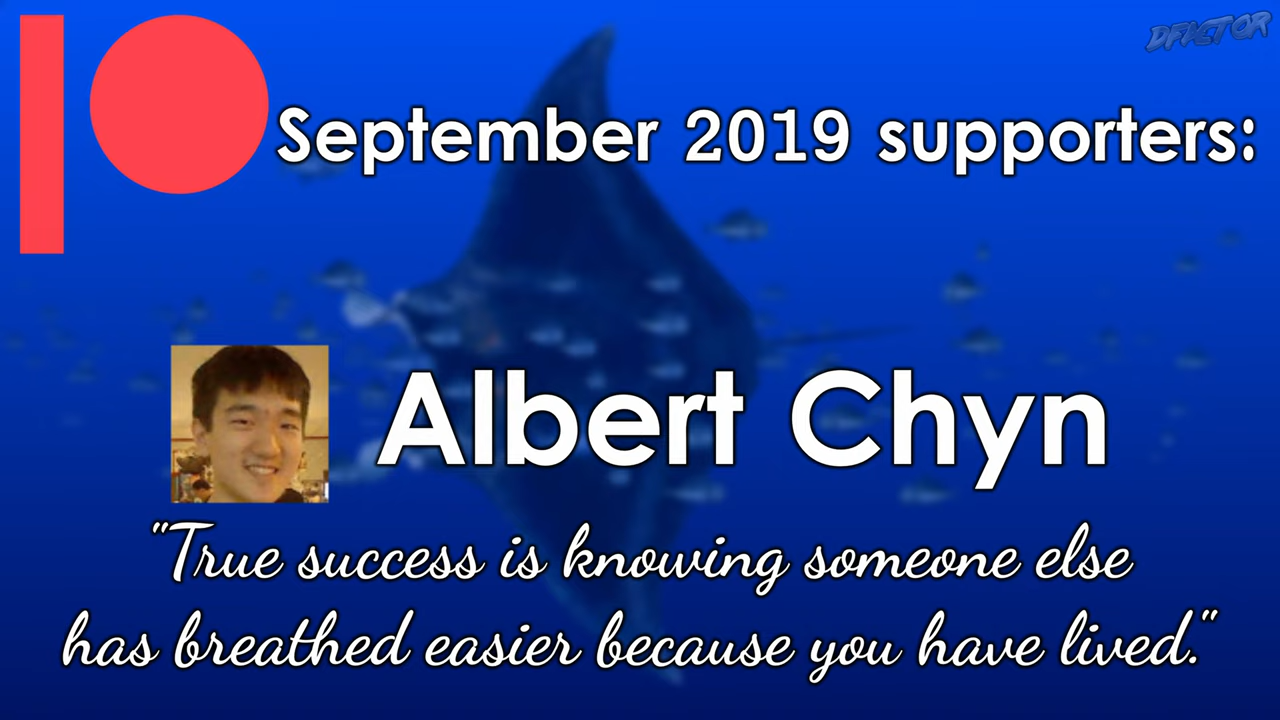 DFACTOR
September 2019 supporters:
Albert Chyn
"True success is knowing someone else
has breathed easier because you have lived."